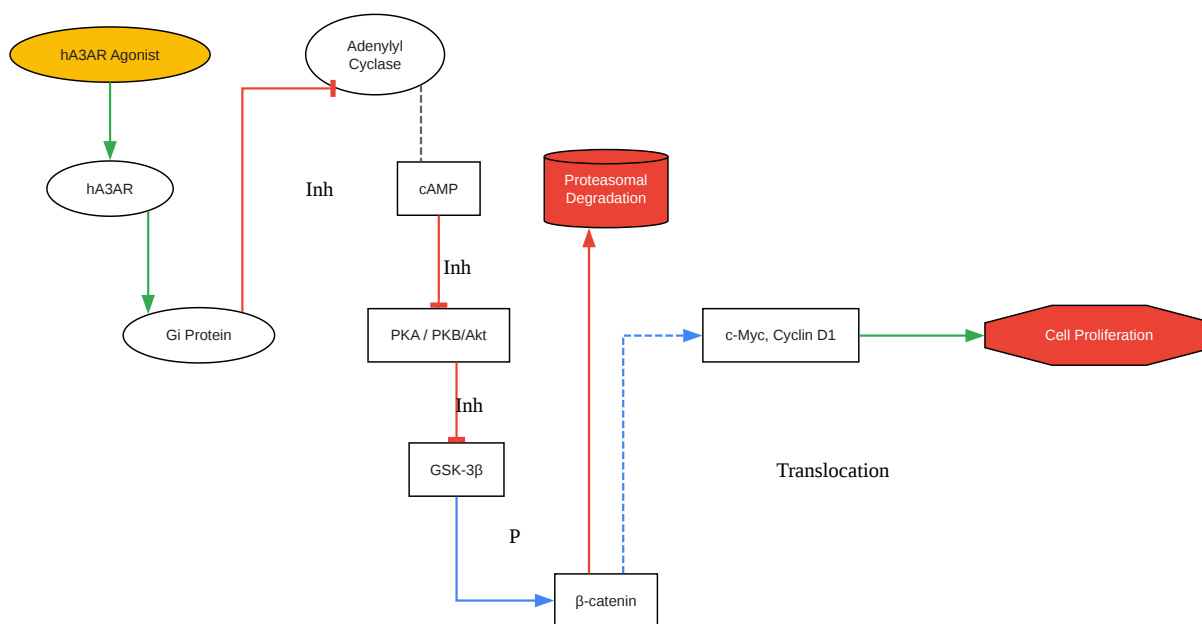 hA3AR Agonist
Adenylyl
Cyclase
hA3AR
Inh
cAMP
Proteasomal
Degradation
Inh
Gi Protein
PKA / PKB/Akt
c-Myc, Cyclin D1
Cell Proliferation
Inh
GSK-3β
Translocation
P
β-catenin